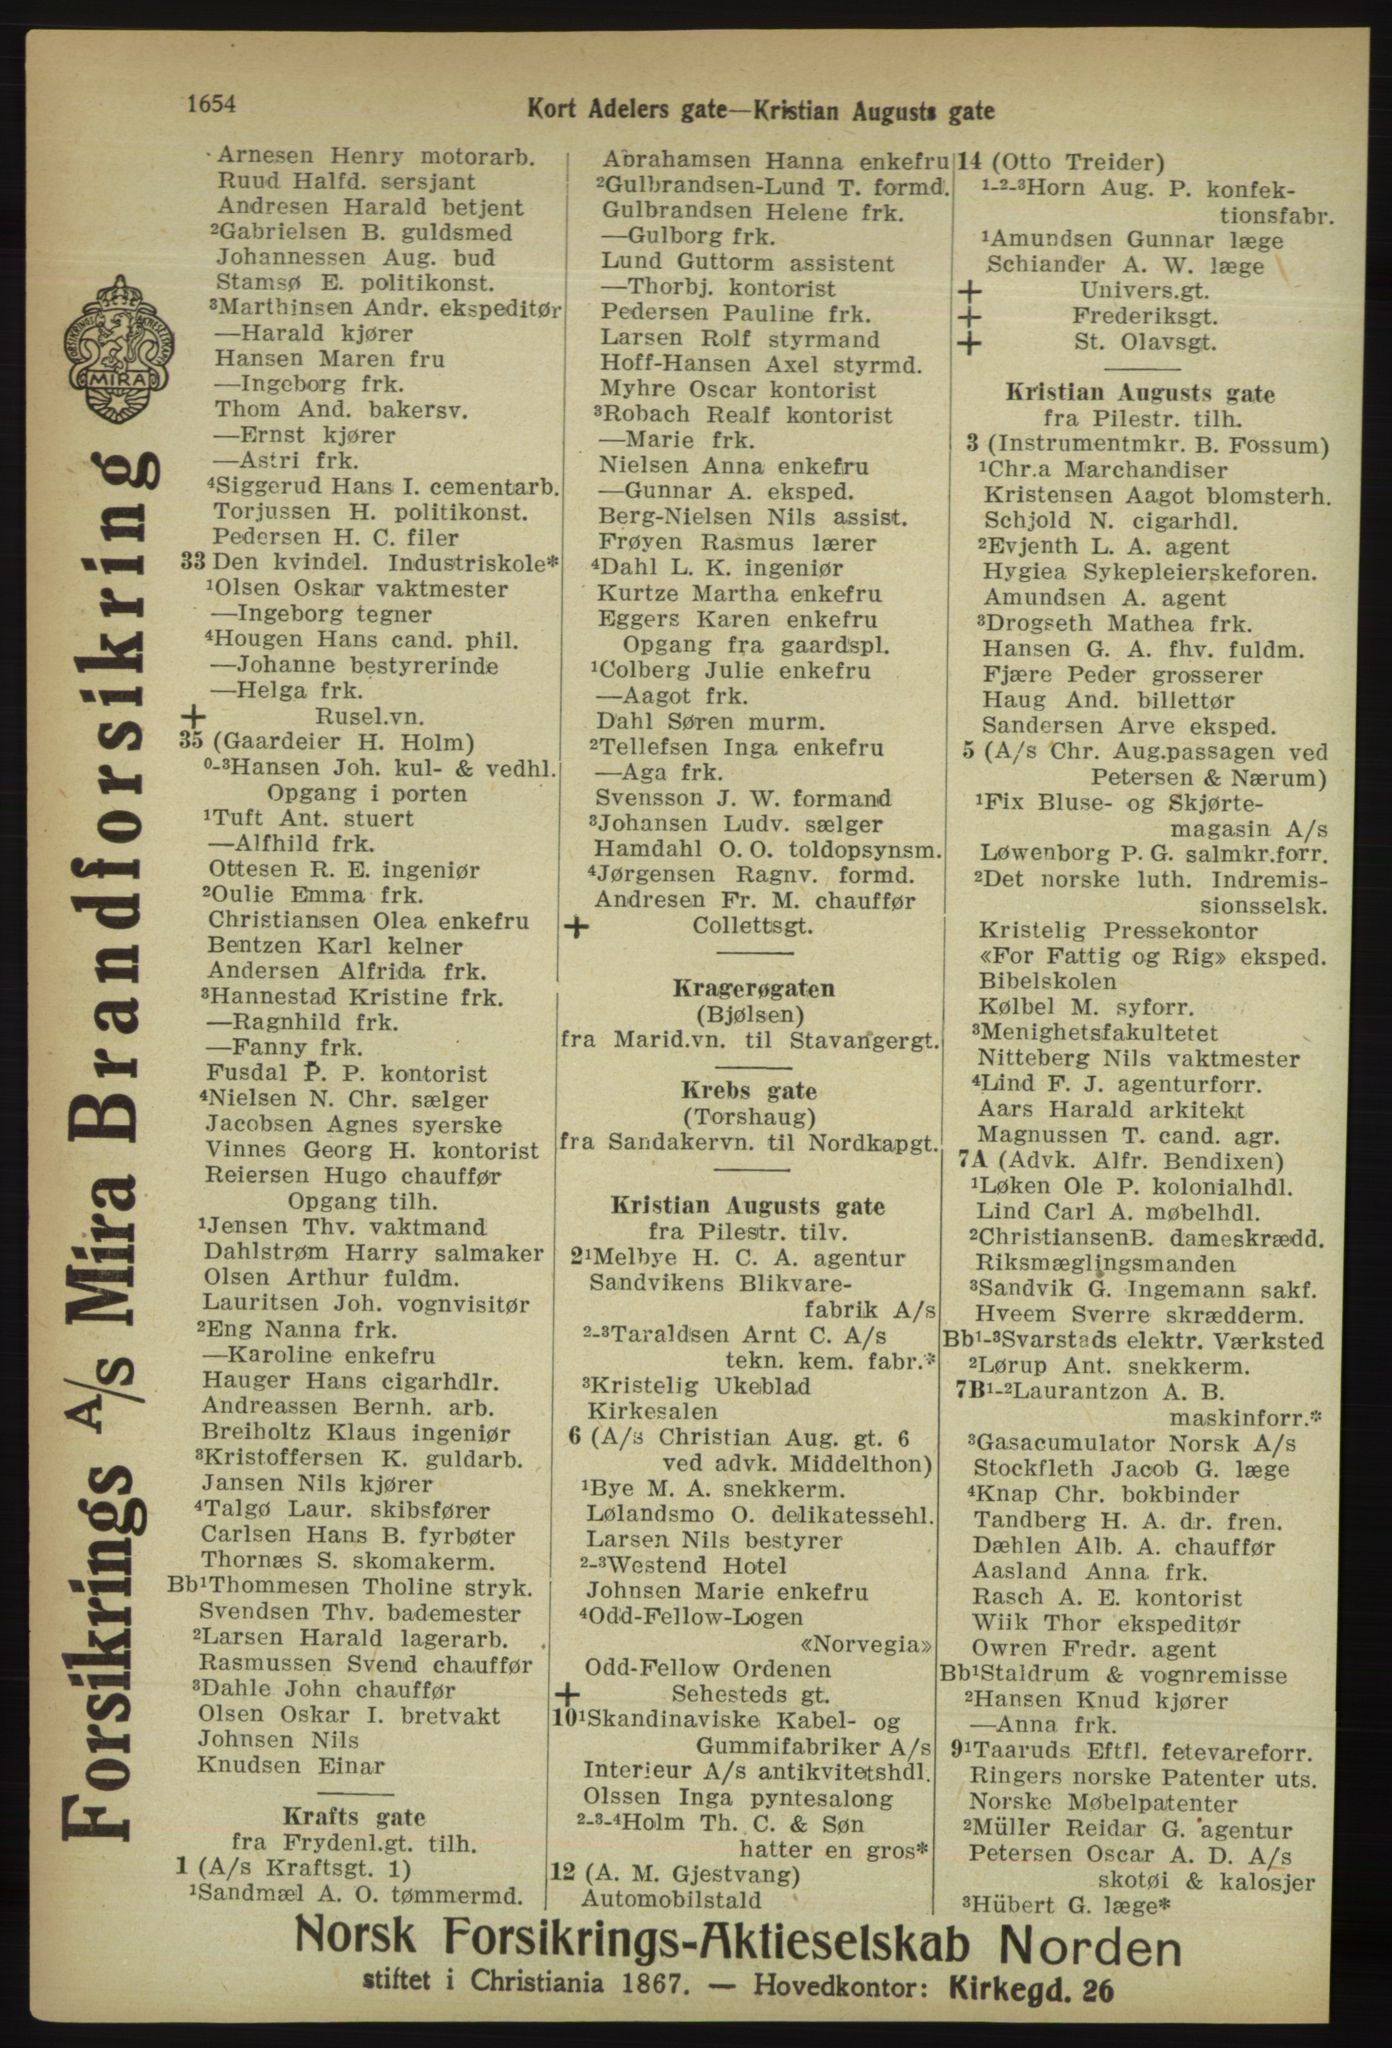 1654
Kort Adelers gate—Kristian Augusts gate
Forsikrings A/s Mira Brandforsikring
MIRA
Arnesen Henry motorarb.
Ruud Halfd. sersjant
Andresen Harald betjent
²Gabrielsen B. guldsmed
Johannessen Aug. bud
Stamsø E. politikonst.
³Marthinsen Andr. ekspeditør
—Harald kjører
Hansen Maren fru
—Ingeborg frk.
Thom And. bakersv.
—Ernst kjører
—Astri frk.
⁴Siggerud Hans I. cementarb.
Torjussen H. politikonst.
Pedersen H. C. filer
33 Den kvindel. Industriskole*
¹Olsen Oskar vaktmester
—Ingeborg tegner
⁴Hougen Hans cand. phil.
—Johanne bestyrerinde
—Helga frk.
+ Rusel.vn.
35 (Gaardeier H. Holm)
⁰-³Hansen Joh. kul- & vedhl.
Opgang i porten
¹Tuft Ant. stuert
—Alfhild frk.
Ottesen R. E. ingeniør
²Oulie Emma frk.
Christiansen Olea enkefru
Bentzen Karl kelner
Andersen Alfrida frk.
³Hannestad Kristine frk.
—Ragnhild frk.
—Fanny frk.
Fusdal P. P. kontorist
⁴Nielsen N. Chr. sælger
Jacobsen Agnes syerske
Vinnes Georg H. kontorist
Reiersen Hugo chauffør
Opgang tilh.
¹Jensen Thv. vaktmand
Dahlstrøm Harry salmaker
Olsen Arthur fuldm.
Lauritsen Joh. vognvisitør
²Eng Nanna frk.
—Karoline enkefru
Hauger Hans cigarhdlr.
Andreassen Bernh. arb.
Breiholtz Klaus ingeniør
³Kristoffersen K. guldarb.
Jansen Nils kjører
⁴Talgø Laur. skibsfører
Carlsen Hans B. fyrbøter
Thornæs S. skomakerm.
Bb¹Thommesen Tholine stryk.
Svendsen Thv. bademester
²Larsen Harald lagerarb.
Rasmussen Svend chauffør
³Dahle John chauffør
Olsen Oskar I. bretvakt
Johnsen Nils
Knudsen Einar
Krafts gate
fra Frydenl.gt. tilh.
1 (A/s Kraftsgt. 1)
¹Sandmæl A. O. tømmermd.
Abrahamsen Hanna enkefru
²Gulbrandsen-Lund T. formd.
Gulbrandsen Helene frk.
—Gulborg frk.
Lund Guttorm assistent
—Thorbj. kontorist
Pedersen Pauline frk.
Larsen Rolf styrmand
Hoff-Hansen Axel styrmd.
Myhre Oscar kontorist
³Robach Realf kontorist
—Marie frk.
Nielsen Anna enkefru
—Gunnar A. eksped.
Berg-Nielsen Nils assist.
Frøyen Rasmus lærer
⁴Dahl L. K. ingeniør
Kurtze Martha enkefru
Eggers Karen enkefru
Opgang fra gaardspl.
¹Colberg Julie enkefru
—Aagot frk.
Dahl Søren murm.
²Tellefsen Inga enkefru
—Aga frk.
Svensson J. W. formand
³Johansen Ludv. sælger
Hamdahl O. O. toldopsynsm.
⁴Jørgensen Ragnv. formd.
Andresen Fr. M. chauffør
+ Collettsgt.
Kragerøgaten
(Bjølsen)
fra Marid.vn. til Stavangergt.
Krebs gate
(Torshaug)
fra Sandakervn. til Nordkapgt.
Kristian Augusts gate
fra Pilestr. tilv.
2¹Melbye H. C. A. agentur
Sandvikens Blikvare-
fabrik A/s
²-³Taraldsen Arnt C. A/s
tekn. kem. fabr.*
³Kristelig Ukeblad
Kirkesalen
6 (A/s Christian Aug. gt. 6
ved advk. Middelthon)
¹Bye M. A. snekkerm.
Lølandsmo O. delikatessehl.
Larsen Nils bestyrer
²-³Westend Hotel
Johnsen Marie enkefru
⁴Odd-Fellow-Logen
«Norvegia»
Odd-Fellow Ordenen
+ Sehesteds gt.
10¹Skandinaviske Kabel- og
Gummifabriker A/s
Interieur A/s antikvitetshdl.
Olssen Inga pyntesalong
²-³-⁴Holm Th. C. & Søn
hatter en gros*
12 (A. M. Gjestvang)
Automobilstald
14 (Otto Treider)
¹-²-³Horn Aug. P. konfek-
tionsfabr.
¹Amundsen Gunnar læge
Schiander A. W. læge
+ Univers.gt.
+ Frederiksgt.
+ St. Olavsgt.
Kristian Augusts gate
fra Pilestr. tilh.
3 (Instrumentmkr. B. Fossum)
¹Chr.a Marchandiser
Kristensen Aagot blomsterh.
Schjold N. cigarhdl.
²Evjenth L. A. agent
Hygiea Sykepleierskeforen.
Amundsen A. agent
³Drogseth Mathea frk.
Hansen G. A. fhv. fuldm.
Fjære Peder grosserer
Haug And. billettør
Sandersen Arve eksped.
5 (A/s Chr. Aug.passagen ved
Petersen & Nærum)
¹Fix Bluse- og Skjørte-
magasin A/s
Løwenborg P. G. salmkr.forr.
²Det norske luth. Indremis-
sionsselsk.
Kristelig Pressekontor
«For Fattig og Rig» eksped.
Bibelskolen
Kølbel M. syforr.
³Menighetsfakultetet
Nitteberg Nils vaktmester
⁴Lind F. J. agenturforr.
Aars Harald arkitekt
Magnussen T. cand. agr.
7A (Advk. Alfr. Bendixen)
¹Løken Ole P. kolonialhdl.
Lind Carl A. møbelhdl.
²ChristiansenB. dameskrædd.
Riksmæglingsmanden
³Sandvik G. Ingemann sakf.
Hveem Sverre skrædderm.
Bb¹-³Svarstads elektr. Værksted
²Lørup Ant. snekkerm.
7B¹-²Laurantzon A. B.
maskinforr.*
³Gasacumulator Norsk A/s
Stockfleth Jacob G. læge
⁴Knap Chr. bokbinder
Tandberg H. A. dr. fren.
Dæhlen Alb. A. chauffør
Aasland Anna frk.
Rasch A. E. kontorist
Wiik Thor ekspeditør
Owren Fredr. agent
Bb¹Staldrum & vognremisse
²Hansen Knud kjører
—Anna frk.
9¹Taaruds Eftfl. fetevareforr.
Ringers norske Patenter uts.
Norske Møbelpatenter
²Müller Reidar G. agentur
Petersen Oscar A. D. A/s
skotøi & kalosjer
³Hübert G. læge*
Norsk Forsikrings-Aktieselskab Norden
stiftet i Christiania 1867. — Hovedkontor: Kirkegd. 26